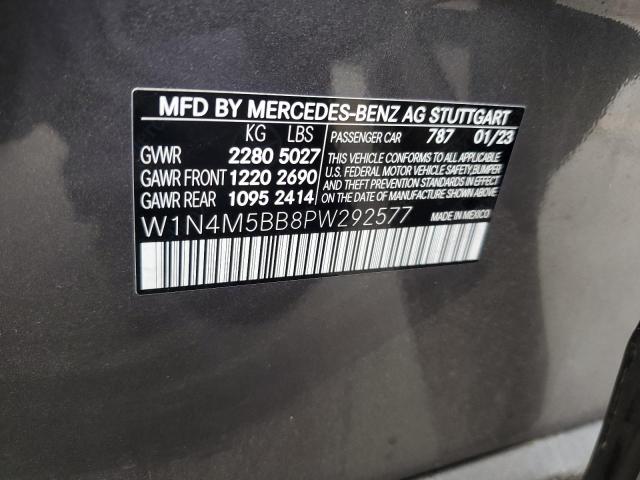 MFD BY MERCEDES-BENZ AG STUTTGART
KG LBS PASSENGER CAR 787 01/23
GVWR 2280 5027
GAWR FRONT 1220 2690
GAWR REAR 1095 2414
THIS VEHICLE CONFORMS TO ALL APPLICABLE
U.S. FEDERAL MOTOR VEHICLE SAFETY, BUMPER
AND THEFT PREVENTION STANDARDS IN EFFECT
ON THE DATE OF MANUFACTURE SHOWN ABOVE.
W1N4M5BB8PW292577 MADE IN MEXICO